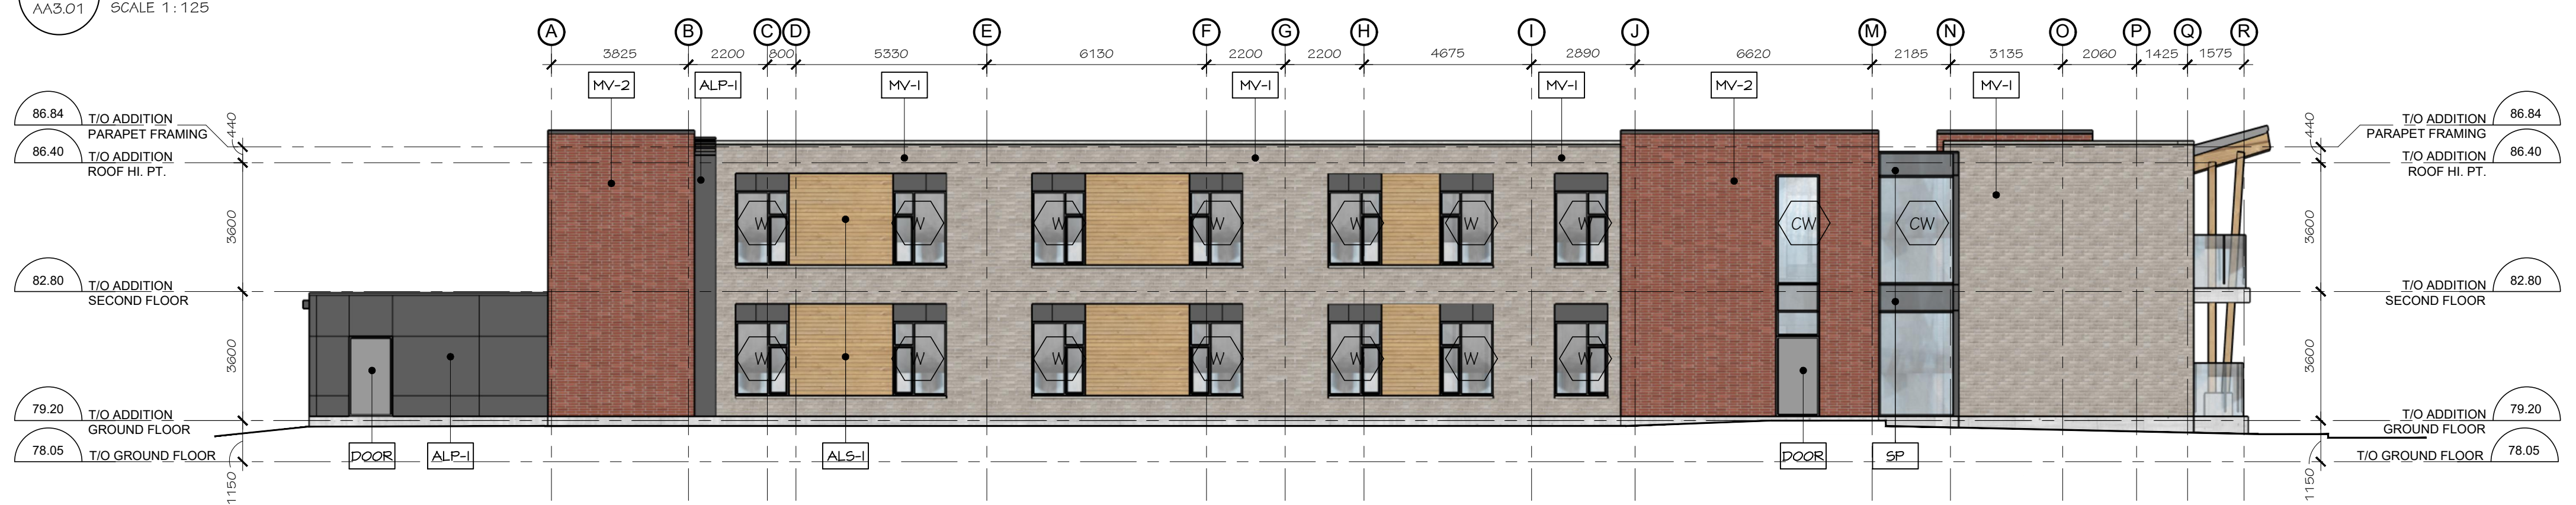 AA3.01
SCALE 1:125
A B C D E F G H I J M N O P Q R
3825 2200 800 5330 6130 2200 2200 4675 2890 6620 2185 3135 2060 1425 1575
MV-2 ALP-1 MV-1 MV-1 MV-1 MV-2 MV-1
86.84 T/O ADDITION
PARAPET FRAMING
440
86.40 T/O ADDITION
ROOF HI. PT.
3600
82.80 T/O ADDITION
SECOND FLOOR
3600
79.20 T/O ADDITION
GROUND FLOOR
78.05 T/O GROUND FLOOR
1150
W W W W W W W CW CW
W W W W W W W
DOOR ALP-1 ALS-1 DOOR SP
T/O ADDITION 86.84
PARAPET FRAMING
440
T/O ADDITION 86.40
ROOF HI. PT.
3600
T/O ADDITION 82.80
SECOND FLOOR
3600
T/O ADDITION 79.20
GROUND FLOOR
T/O GROUND FLOOR 78.05
1150